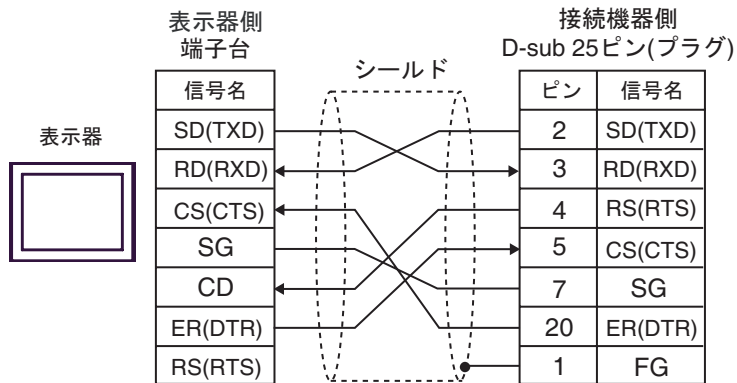 表示器側
端子台
接続機器側
D-sub 25ピン(プラグ)
シールド
表示器
信号名
SD(TXD)
RD(RXD)
CS(CTS)
SG
CD
ER(DTR)
RS(RTS)
ピン 信号名
2 SD(TXD)
3 RD(RXD)
4 RS(RTS)
5 CS(CTS)
7 SG
20 ER(DTR)
1 FG